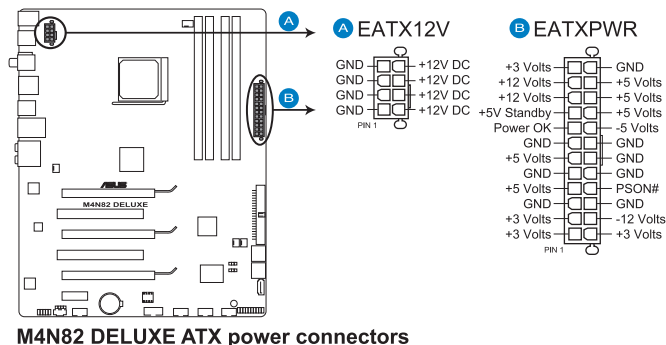 A
A EATX12V
B EATXPWR
GND +12V DC
GND +12V DC
GND +12V DC
GND +12V DC
PIN 1
B
+3 Volts GND
+12 Volts +5 Volts
+12 Volts +5 Volts
+5V Standby +5 Volts
Power OK -5 Volts
GND GND
+5 Volts GND
GND GND
+5 Volts PSON#
GND GND
+3 Volts -12 Volts
+3 Volts +3 Volts
PIN 1
ASUS
M4N82 DELUXE
M4N82 DELUXE ATX power connectors